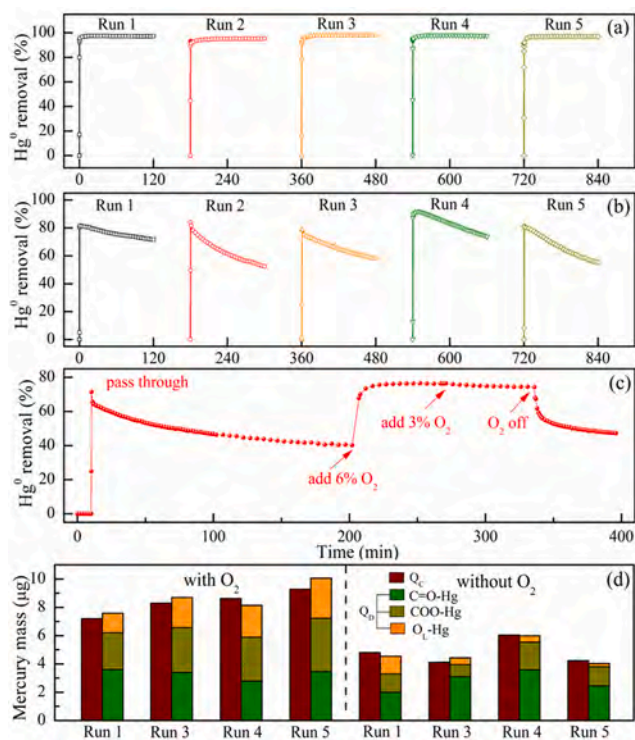 Run 1 Run 2 Run 3 Run 4 Run 5 (a)
Hg⁰ removal (%)
100
80
60
40
20
0
0 120 240 360 480 600 720 840
Run 1 Run 2 Run 3 Run 4 Run 5 (b)
Hg⁰ removal (%)
100
80
60
40
20
0
0 120 240 360 480 600 720 840
(c)
Hg⁰ removal (%)
80
60
40
20
0
pass through
add 6% O₂
add 3% O₂
O₂ off
0 100 200 300 400
Time (min)
(d)
Mercury mass (μg)
10
8
6
4
2
0
with O₂
without O₂
Q_C
Q_D
C=O-Hg
COO-Hg
O_L-Hg
Run 1 Run 3 Run 4 Run 5 Run 1 Run 3 Run 4 Run 5